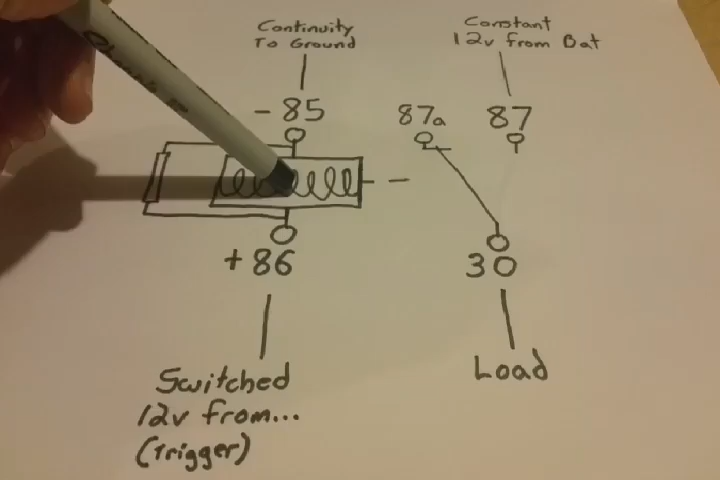 Continuity
To Ground
Constant
12v from Bat
- 85
87a
87
+ 86
30
Switched
12v from...
(Trigger)
Load